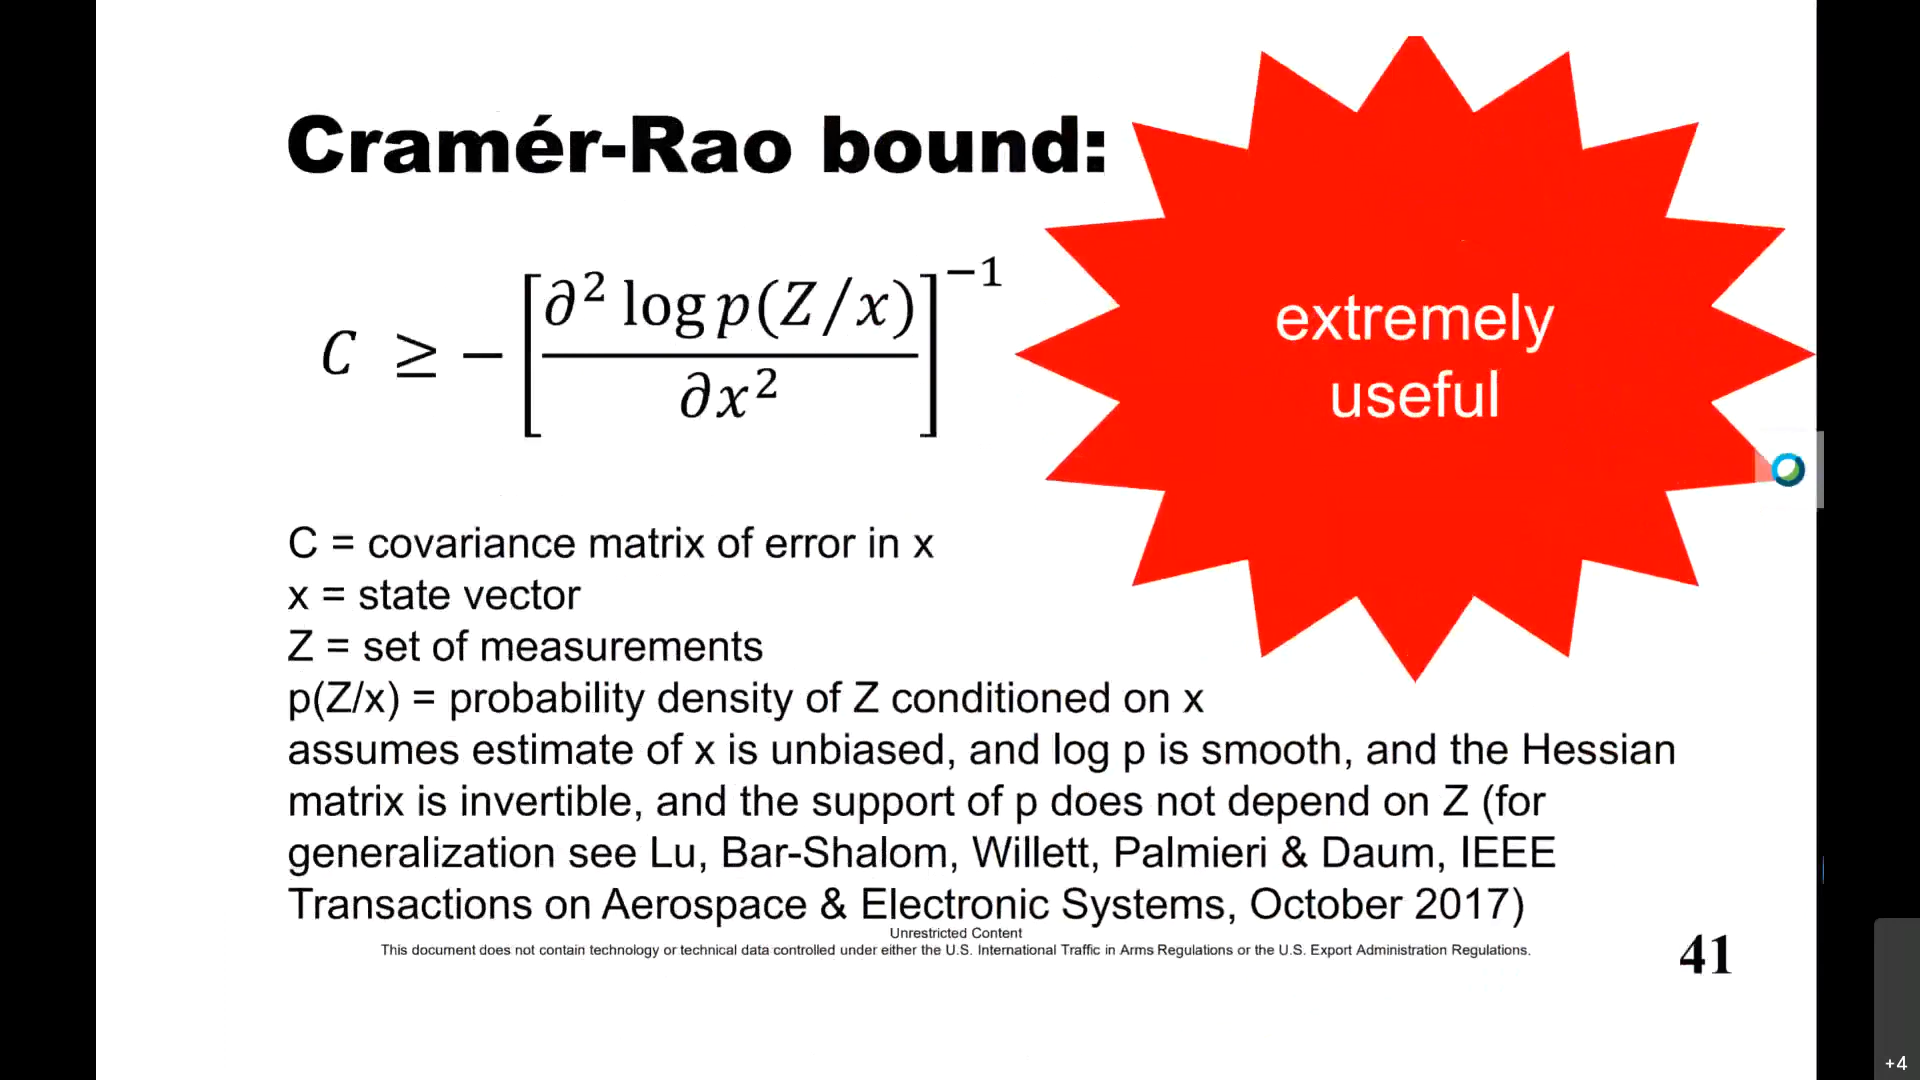 Cramér-Rao bound:
C ≥ − [∂² log p(Z/x) / ∂x²]⁻¹
extremely
useful
C = covariance matrix of error in x
x = state vector
Z = set of measurements
p(Z/x) = probability density of Z conditioned on x
assumes estimate of x is unbiased, and log p is smooth, and the Hessian
matrix is invertible, and the support of p does not depend on Z (for
generalization see Lu, Bar-Shalom, Willett, Palmieri & Daum, IEEE
Transactions on Aerospace & Electronic Systems, October 2017)
Unrestricted Content
This document does not contain technology or technical data controlled under either the U.S. International Traffic in Arms Regulations or the U.S. Export Administration Regulations.
41
+4